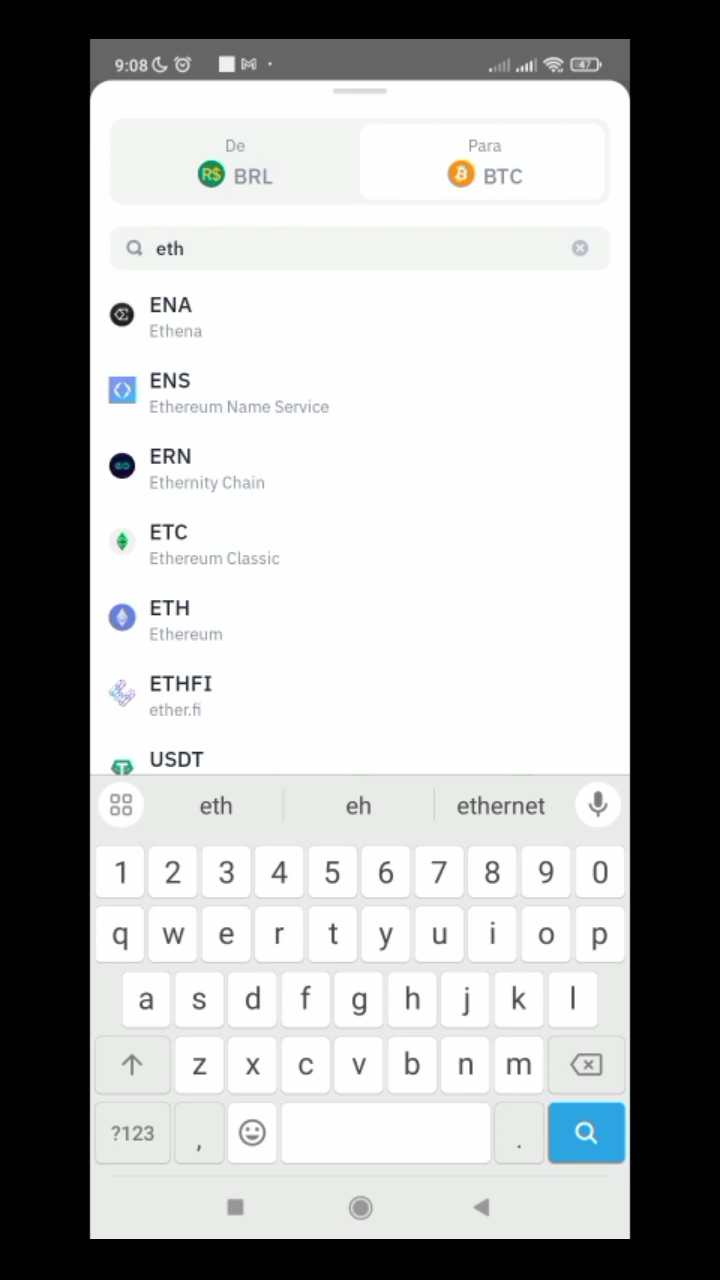 9:08
47
De
Para
R$ BRL
BTC
eth
ENA
Ethena
ENS
Ethereum Name Service
ERN
Ethernity Chain
ETC
Ethereum Classic
ETH
Ethereum
ETHFI
ether.fi
USDT
eth eh ethernet
1 2 3 4 5 6 7 8 9 0
q w e r t y u i o p
a s d f g h j k l
z x c v b n m
?123 , .